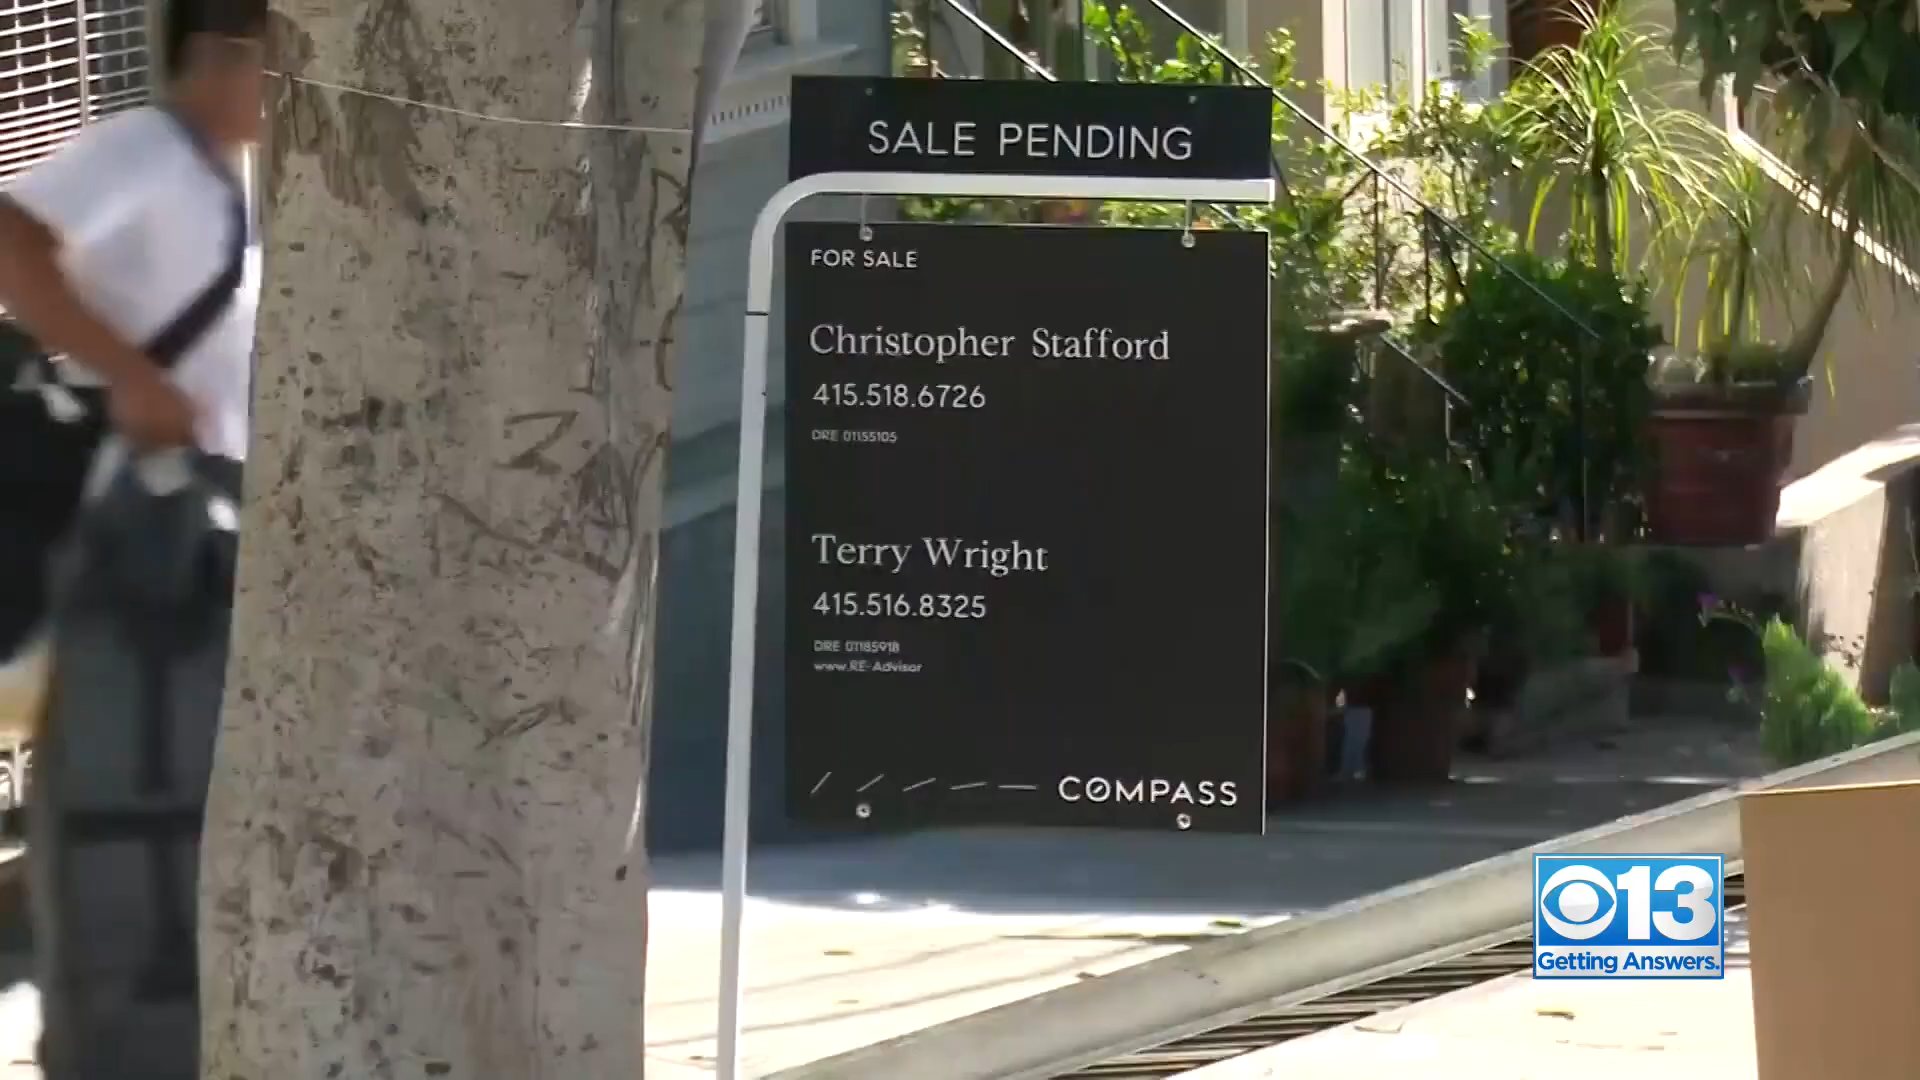 SALE PENDING
FOR SALE
Christopher Stafford
415.518.6726
DRE 01155105
Terry Wright
415.516.8325
DRE 01185918
www.RE-Advisor
COMPASS
13
Getting Answers.